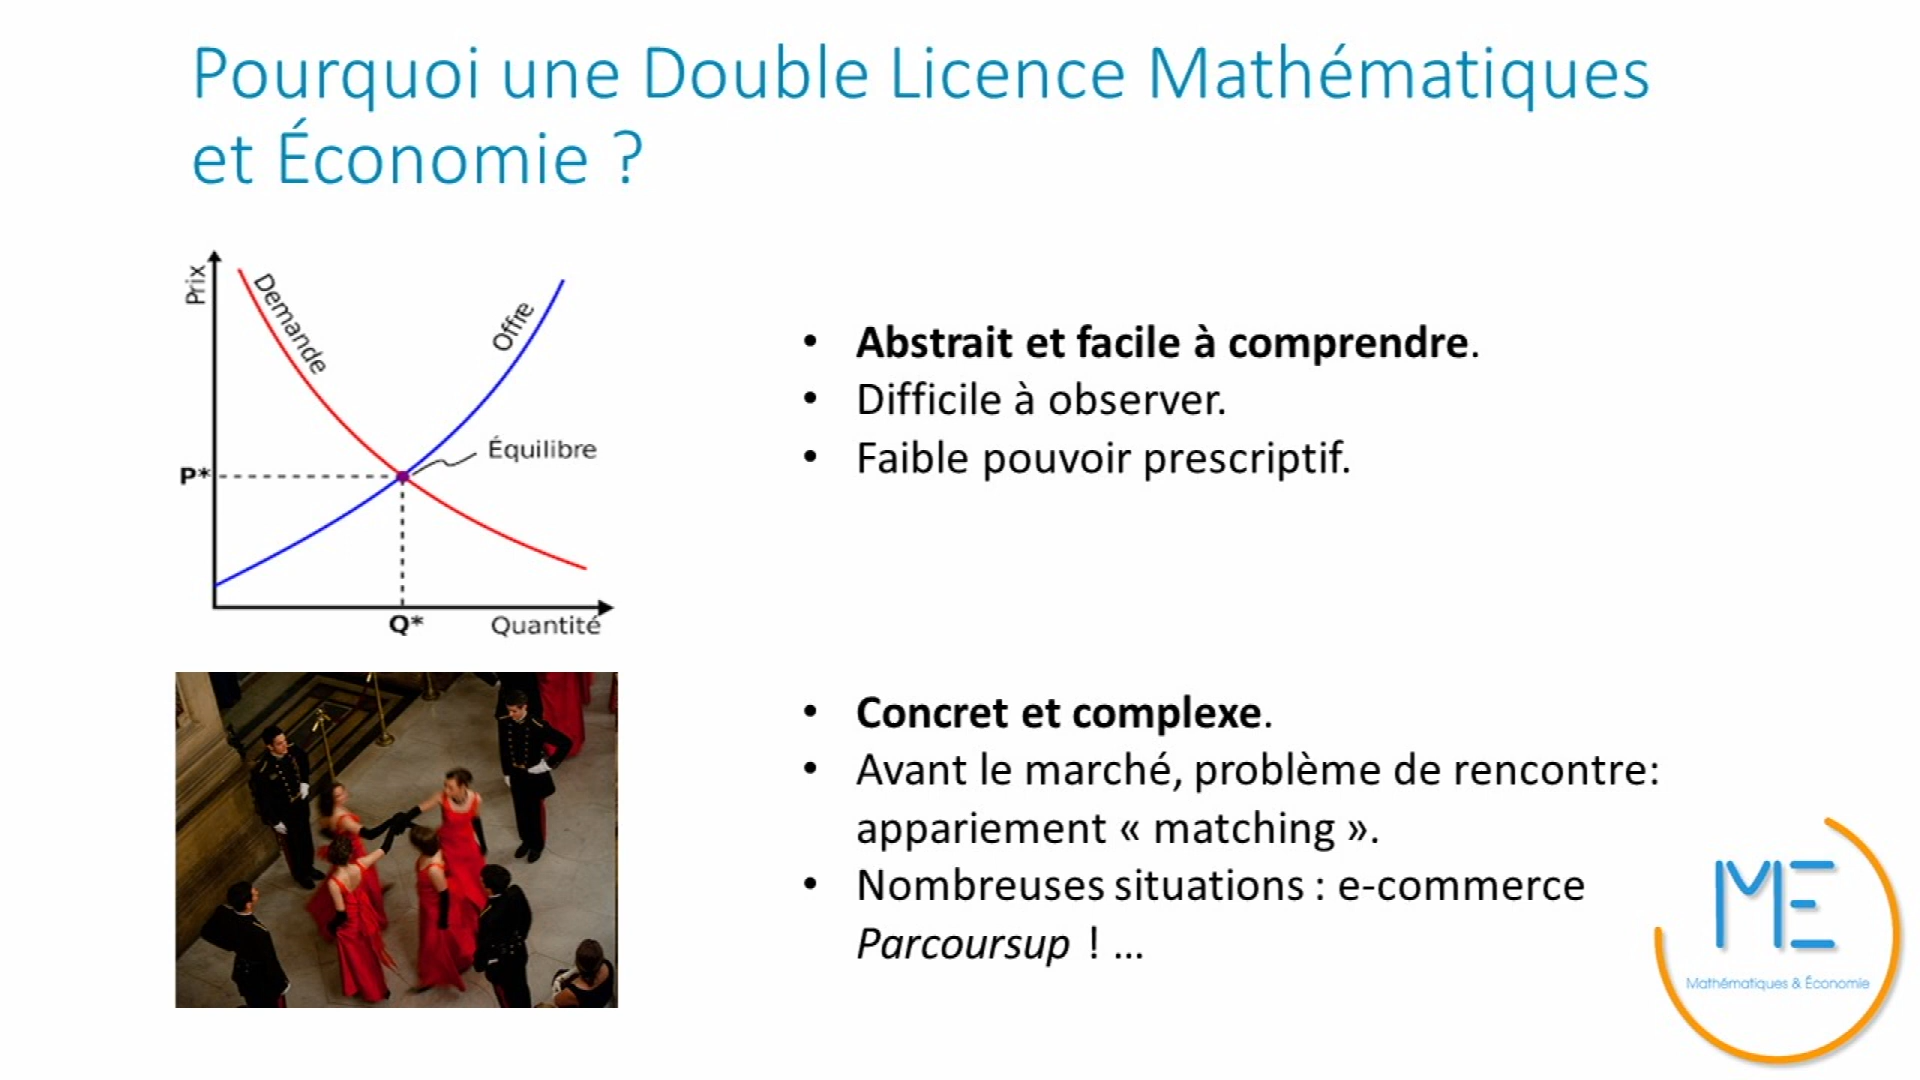 Pourquoi une Double Licence Mathématiques
et Économie ?
Prix
Demande
Offre
Équilibre
P*
Q*
Quantité
• Abstrait et facile à comprendre.
• Difficile à observer.
• Faible pouvoir prescriptif.
• Concret et complexe.
• Avant le marché, problème de rencontre:
appariement « matching ».
• Nombreuses situations : e-commerce
Parcoursup ! ...
ME
Mathématiques & Économie